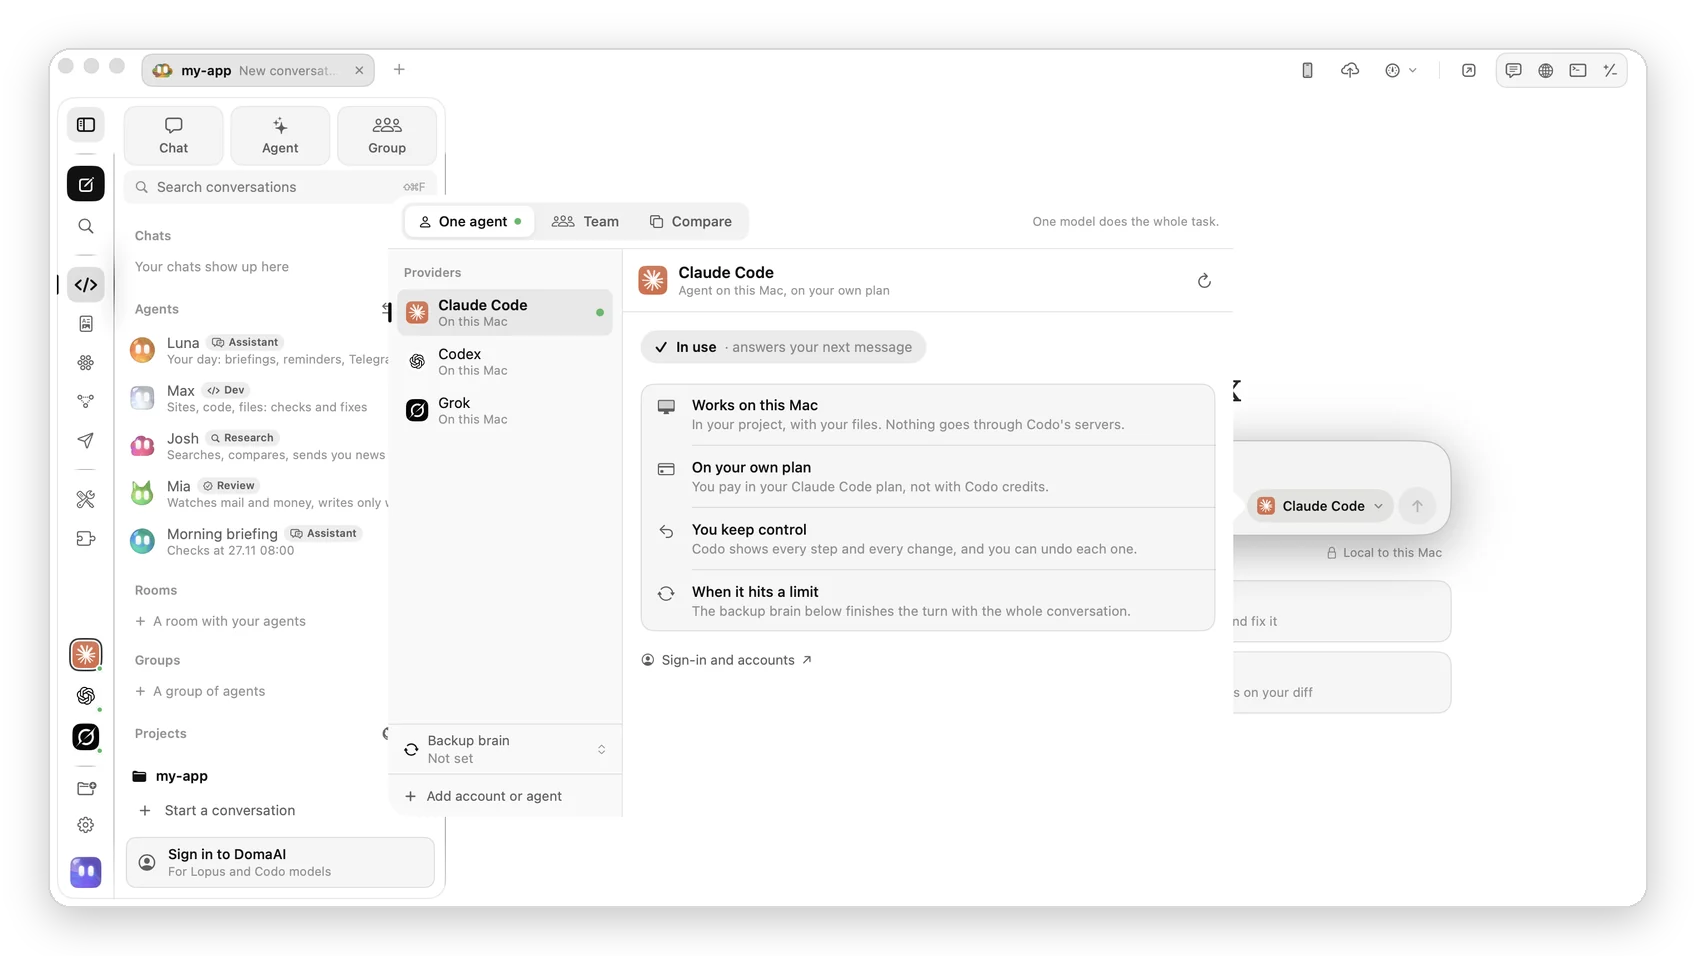 my-app New conversat...
Chat
Agent
Group
Search conversations
⇧⌘F
Chats
Your chats show up here
Agents
Luna Assistant
Your day: briefings, reminders, Telegra
Max Dev
Sites, code, files: checks and fixes
Josh Research
Searches, compares, sends you news
Mia Review
Watches mail and money, writes only
Morning briefing Assistant
Checks at 27.11 08:00
Rooms
+ A room with your agents
Groups
+ A group of agents
Projects
my-app
+ Start a conversation
Sign in to DomaAI
For Lopus and Codo models
One agent
Team
Compare
One model does the whole task.
Providers
Claude Code
On this Mac
Codex
On this Mac
Grok
On this Mac
Backup brain
Not set
+ Add account or agent
Claude Code
Agent on this Mac, on your own plan
In use · answers your next message
Works on this Mac
In your project, with your files. Nothing goes through Codo's servers.
On your own plan
You pay in your Claude Code plan, not with Codo credits.
You keep control
Codo shows every step and every change, and you can undo each one.
When it hits a limit
The backup brain below finishes the turn with the whole conversation.
Sign-in and accounts ↗
Claude Code
Local to this Mac
nd fix it
s on your diff